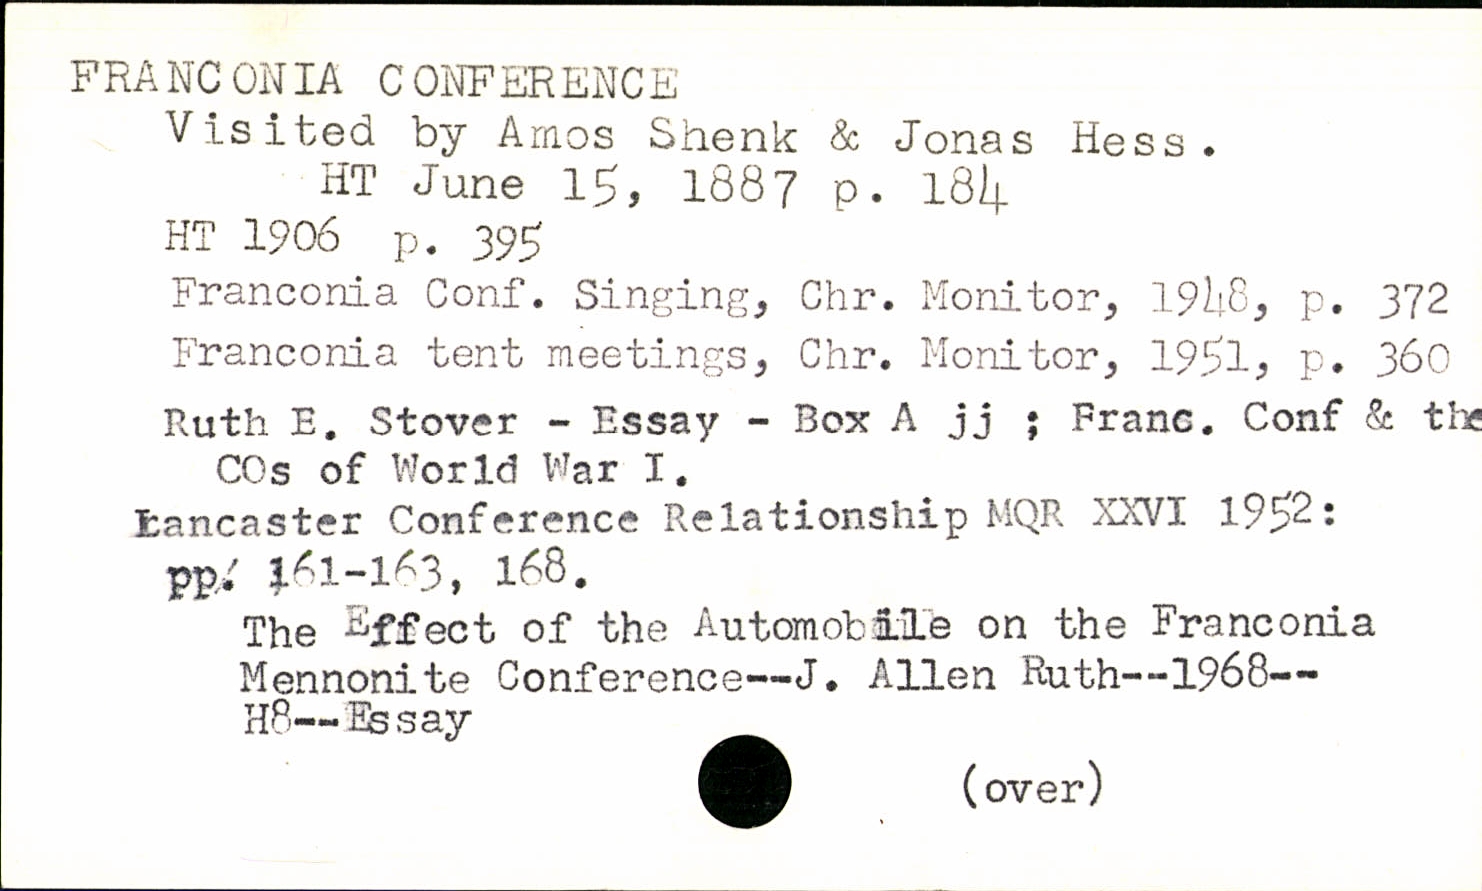 FRANCONIA CONFERENCE
Visited by Amos Shenk & Jonas Hess.
HT June 15, 1887 p. 184
HT 1906 p. 395
Franconia Conf. Singing, Chr. Monitor, 1948, p. 372
Franconia tent meetings, Chr. Monitor, 1951, p. 360
Ruth E. Stover - Essay - Box A jj ; Franc. Conf & the
COs of World War I.
Lancaster Conference Relationship MQR XXVI 1952:
pp. 161-163, 168.
The Effect of the Automobile on the Franconia
Mennonite Conference--J. Allen Ruth--1968--
H8--Essay
(over)